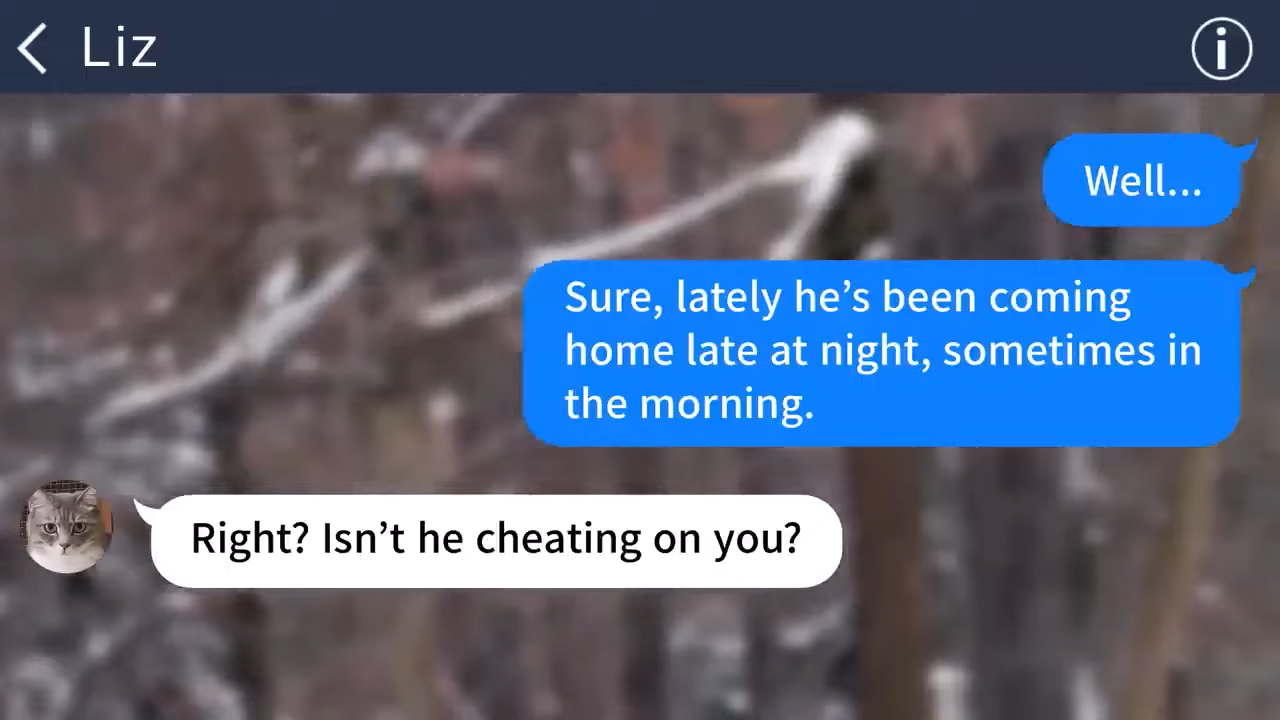 Liz
Well...
Sure, lately he’s been coming
home late at night, sometimes in
the morning.
Right? Isn’t he cheating on you?